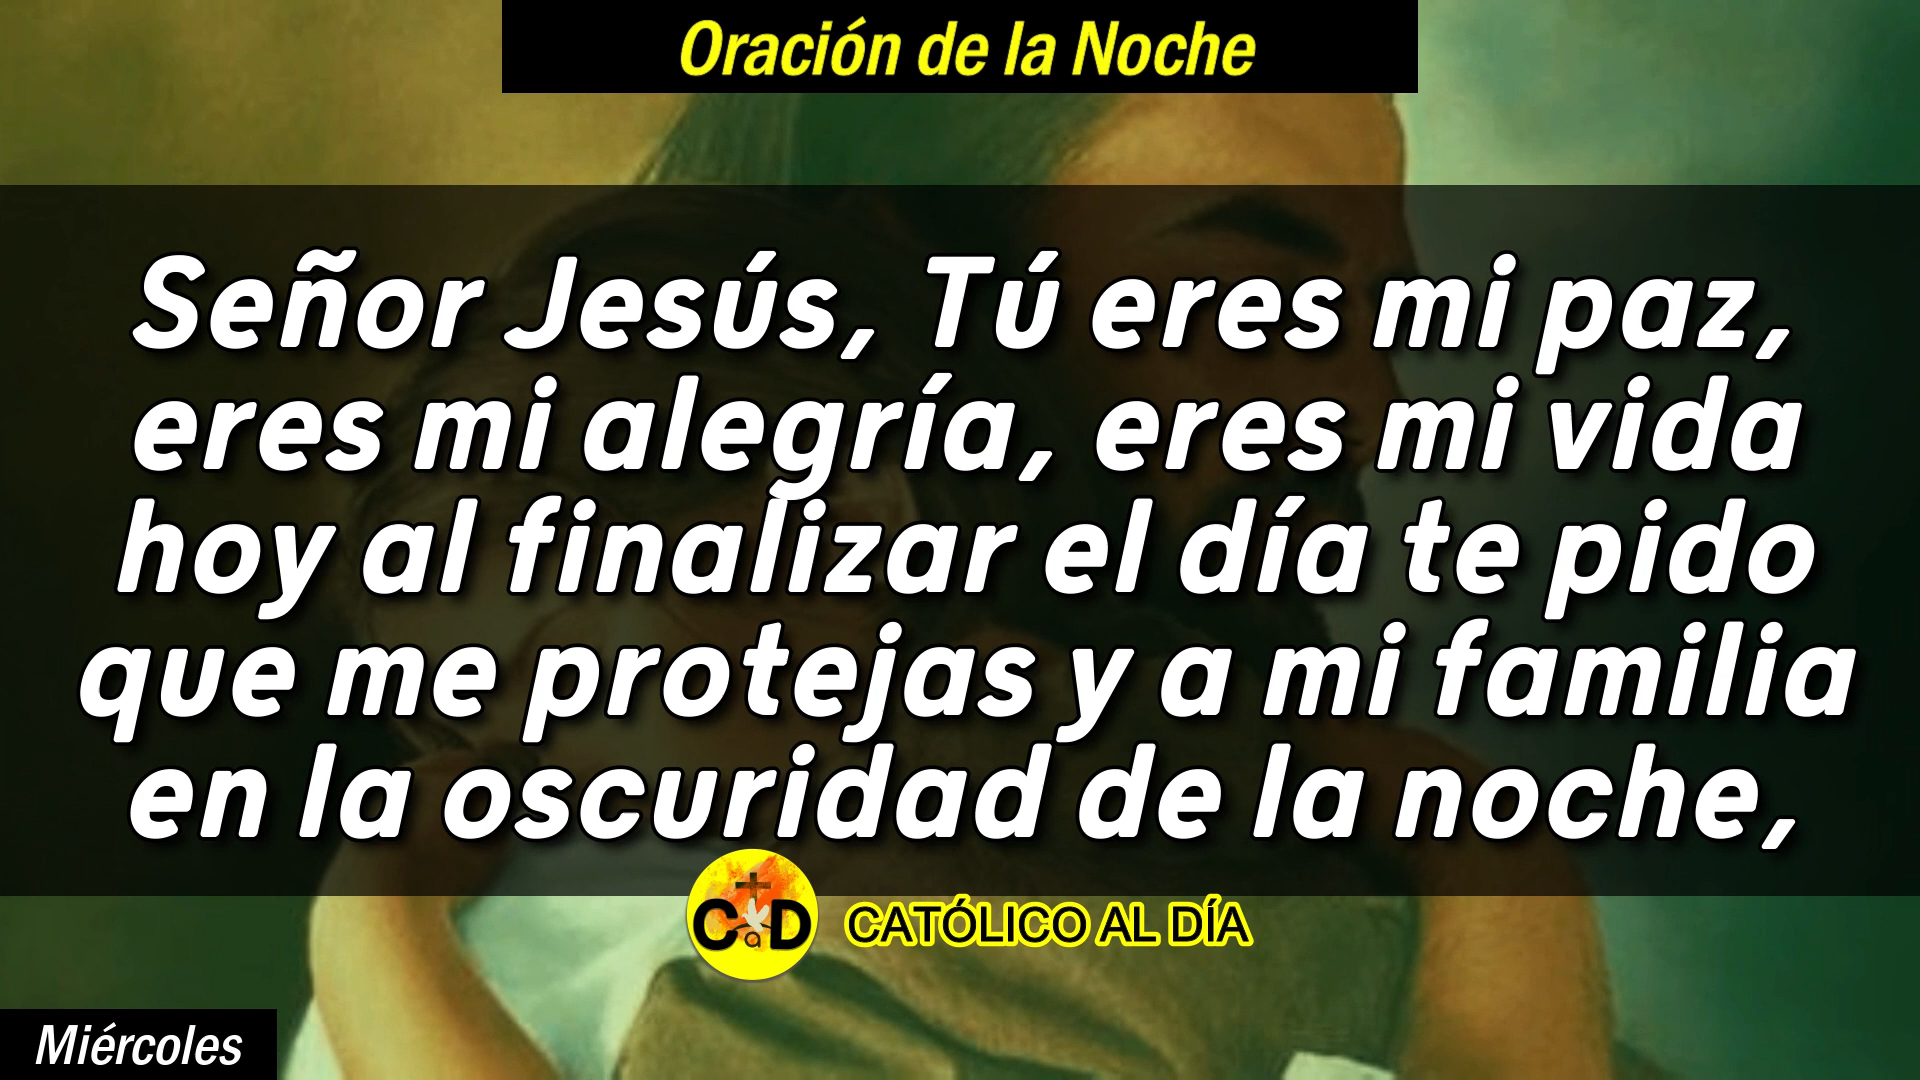 Oración de la Noche
Señor Jesús, Tú eres mi paz,
eres mi alegría, eres mi vida
hoy al finalizar el día te pido
que me protejas y a mi familia
en la oscuridad de la noche,
CaD
CATÓLICO AL DÍA
Miércoles